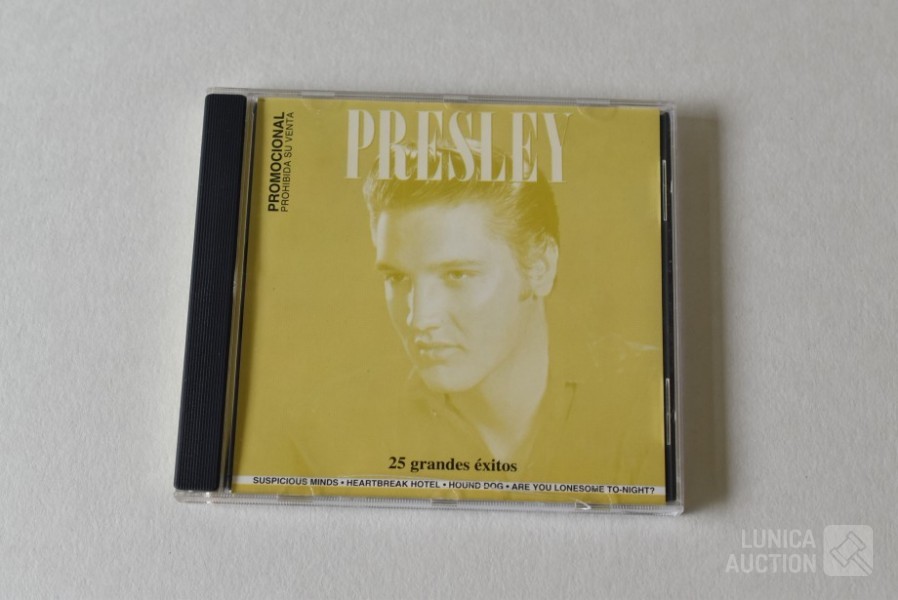 PRESLEY
PROMOCIONAL
PROHIBIDA SU VENTA
25 grandes éxitos
SUSPICIOUS MINDS • HEARTBREAK HOTEL • HOUND DOG • ARE YOU LONESOME TO-NIGHT?
LUNICA
AUCTION